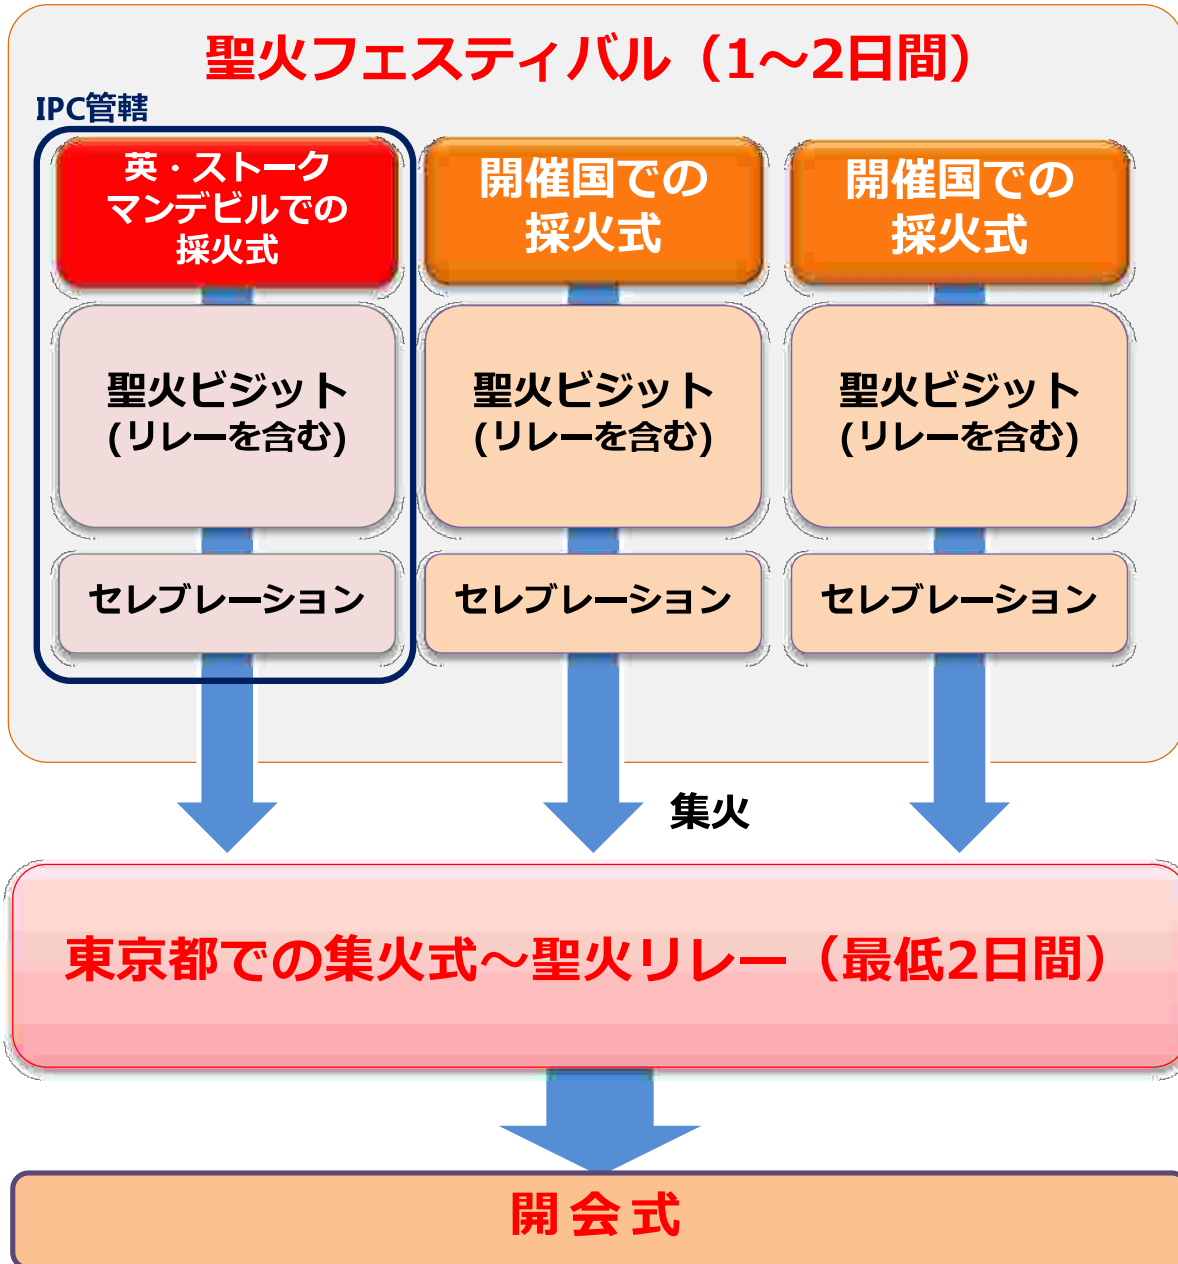 聖火フェスティバル（1～2日間）
IPC管轄
英・ストーク
マンデビルでの
採火式
聖火ビジット
(リレーを含む)
セレブレーション
開催国での
採火式
聖火ビジット
(リレーを含む)
セレブレーション
開催国での
採火式
聖火ビジット
(リレーを含む)
セレブレーション
集火
東京都での集火式～聖火リレー（最低2日間）
開会式